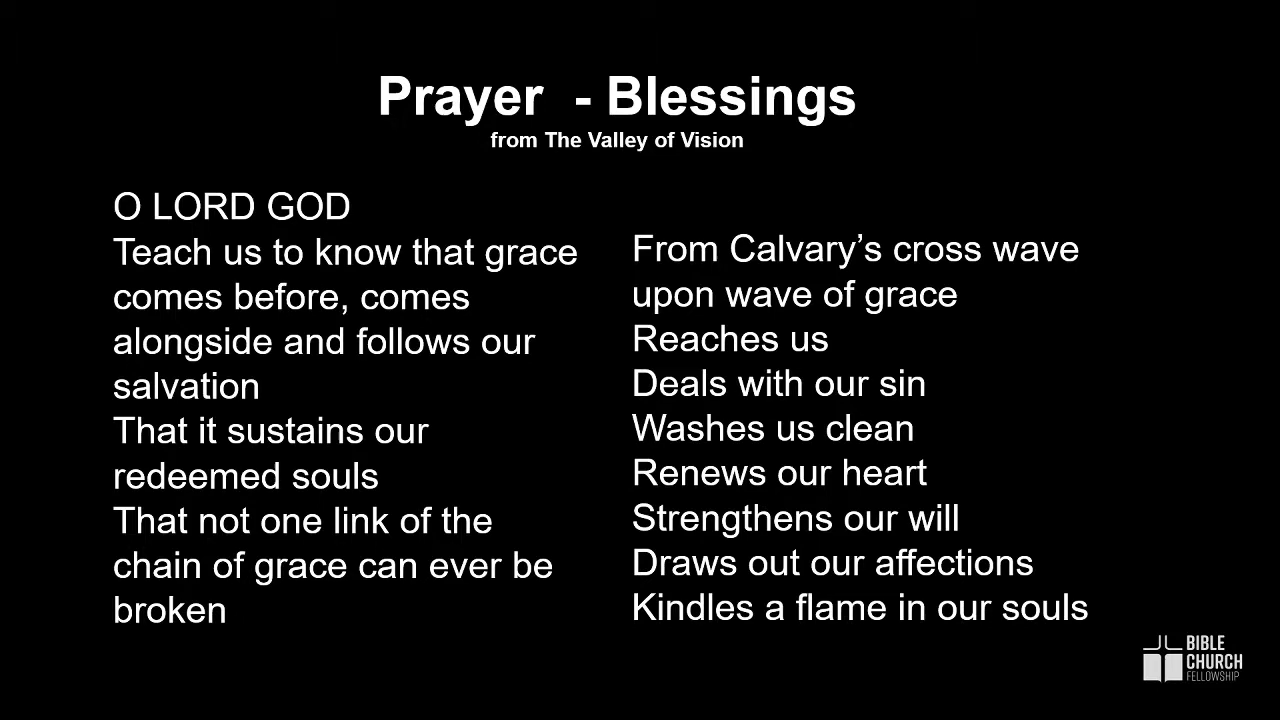 Prayer - Blessings
from The Valley of Vision
O LORD GOD
Teach us to know that grace
comes before, comes
alongside and follows our
salvation
That it sustains our
redeemed souls
That not one link of the
chain of grace can ever be
broken
From Calvary’s cross wave
upon wave of grace
Reaches us
Deals with our sin
Washes us clean
Renews our heart
Strengthens our will
Draws out our affections
Kindles a flame in our souls
BIBLE
CHURCH
FELLOWSHIP